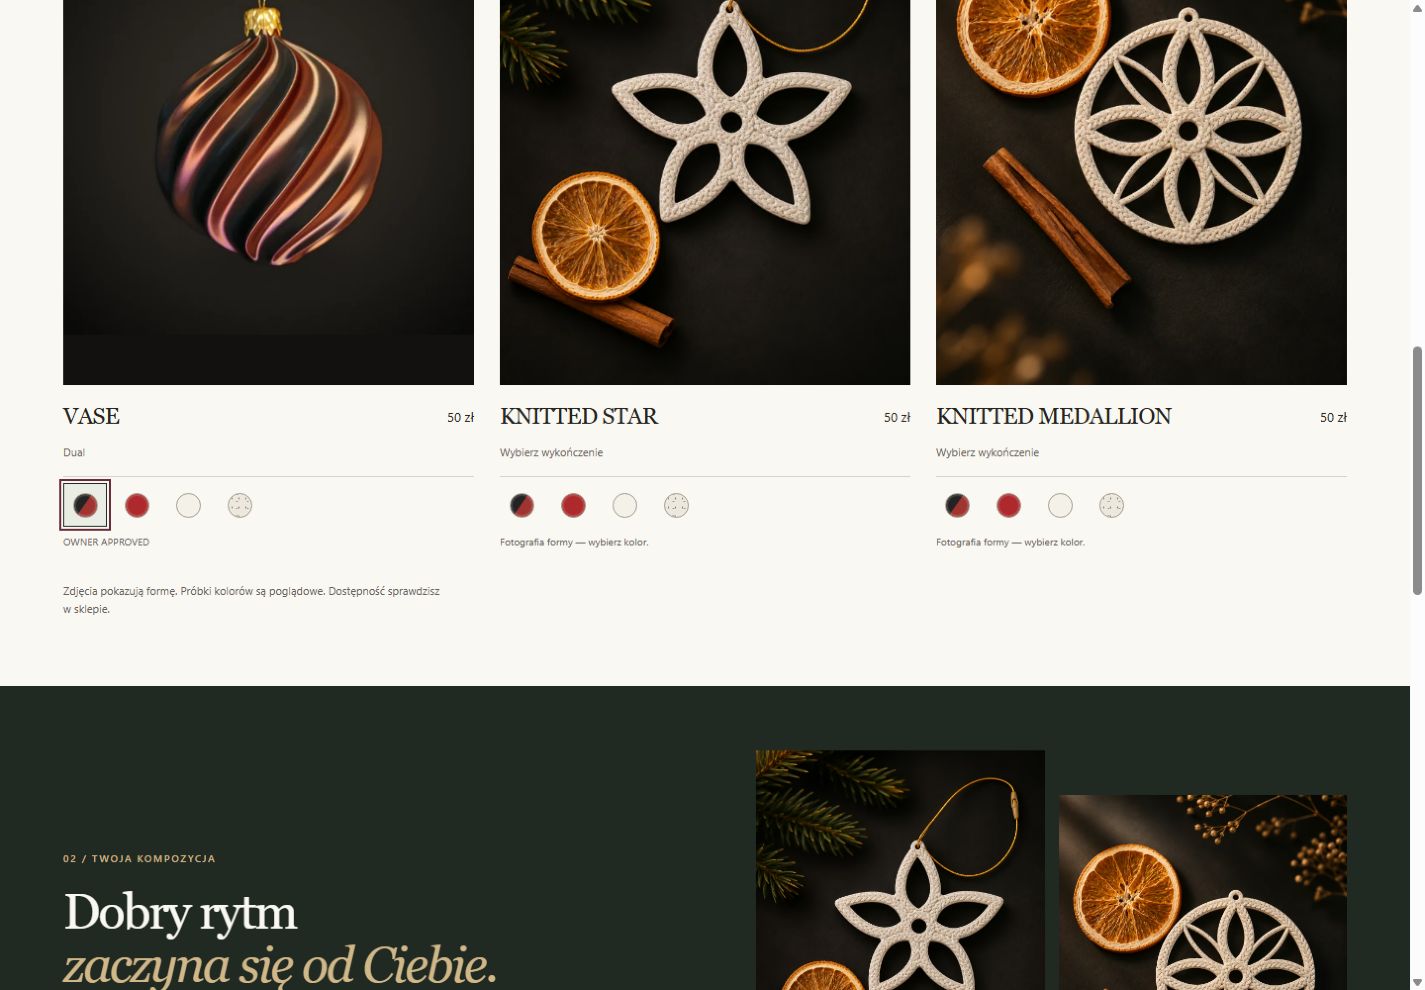 VASE
50 zł
Dual
OWNER APPROVED
KNITTED STAR
50 zł
Wybierz wykończenie
Fotografia formy — wybierz kolor.
KNITTED MEDALLION
50 zł
Wybierz wykończenie
Fotografia formy — wybierz kolor.
Zdjęcia pokazują formę. Próbki kolorów są poglądowe. Dostępność sprawdzisz
w sklepie.
02 / TWOJA KOMPOZYCJA
Dobry rytm
zaczyna się od Ciebie.